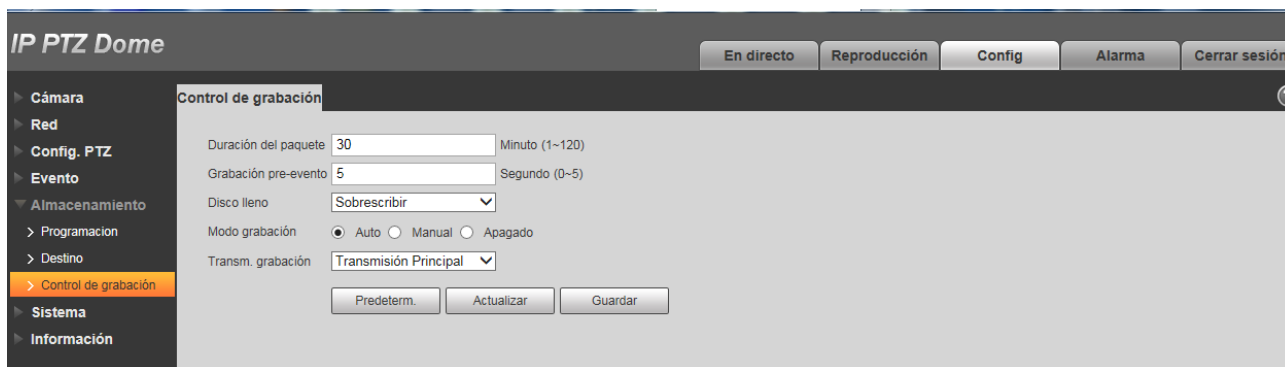 IP PTZ Dome
En directo Reproducción Config Alarma Cerrar sesión
Cámara
Red
Config. PTZ
Evento
Almacenamiento
Programacion
Destino
Control de grabación
Sistema
Información
Control de grabación
Duración del paquete 30 Minuto (1~120)
Grabación pre-evento 5 Segundo (0~5)
Disco lleno Sobrescribir
Modo grabación Auto Manual Apagado
Transm. grabación Transmisión Principal
Predeterm. Actualizar Guardar